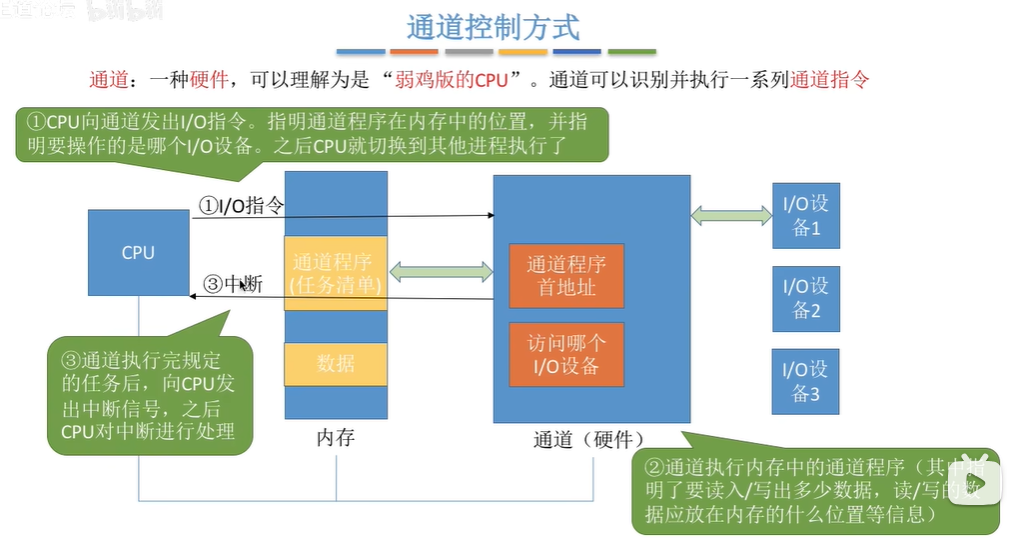 通道控制方式
通道：一种硬件，可以理解为是“弱鸡版的CPU”。通道可以识别并执行一系列通道指令
①CPU向通道发出I/O指令。指明通道程序在内存中的位置，并指
明要操作的是哪个I/O设备。之后CPU就切换到其他进程执行了
①I/O指令
CPU
通道程序
(任务清单)
③中断
数据
内存
通道程序
首地址
访问哪个
I/O设备
通道（硬件）
I/O设
备1
I/O设
备2
I/O设
备3
③通道执行完规定
的任务后，向CPU发
出中断信号，之后
CPU对中断进行处理
②通道执行内存中的通道程序（其中指
明了要读入/写出多少数据，读/写的数
据应放在内存的什么位置等信息）
bilibili